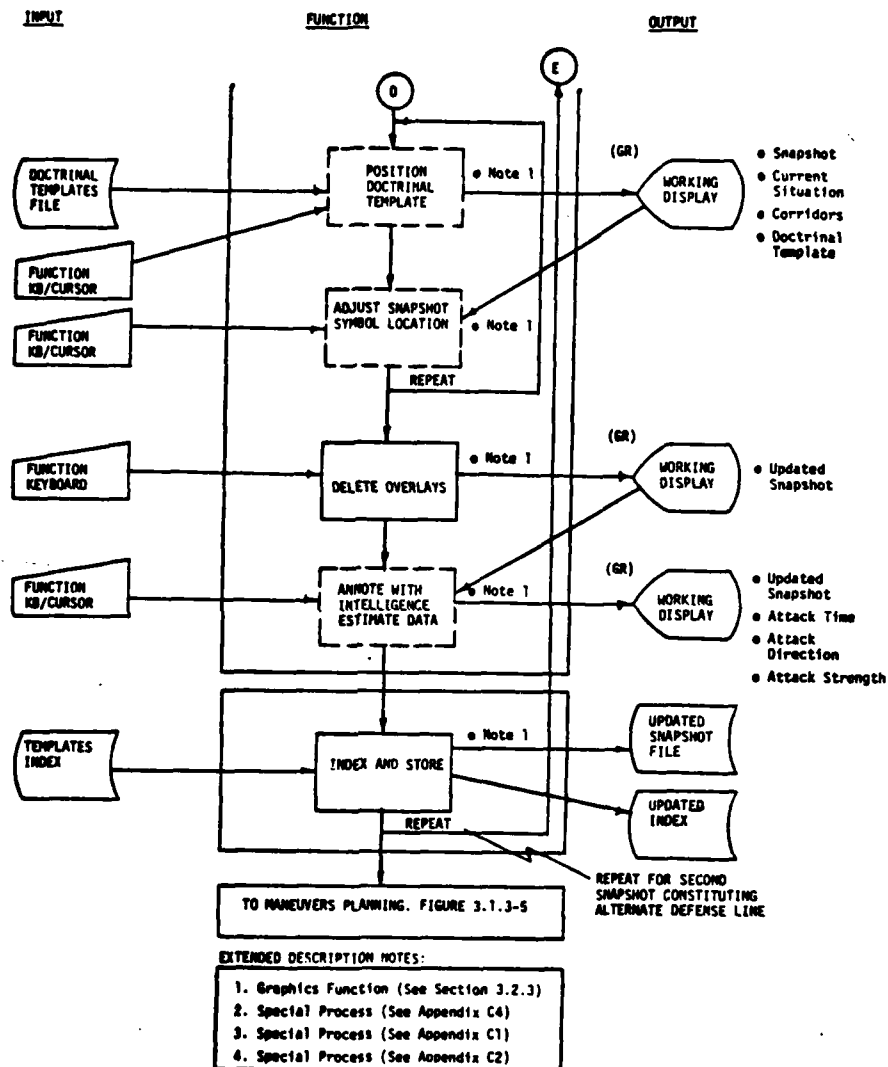 INPUT
FUNCTION
OUTPUT
E
D
(GR)
DOCTRINAL
TEMPLATES
FILE
POSITION
DOCTRINAL
TEMPLATE
● Note 1
WORKING
DISPLAY
● Snapshot
● Current
Situation
● Corridors
● Doctrinal
Template
FUNCTION
KB/CURSOR
FUNCTION
KB/CURSOR
ADJUST SNAPSHOT
SYMBOL LOCATION
● Note 1
REPEAT
(GR)
FUNCTION
KEYBOARD
DELETE OVERLAYS
● Note 1
WORKING
DISPLAY
● Updated
Snapshot
(GR)
FUNCTION
KB/CURSOR
ANNOTE WITH
INTELLIGENCE
ESTIMATE DATA
● Note 1
WORKING
DISPLAY
● Updated
Snapshot
● Attack Time
● Attack
Direction
● Attack Strength
TEMPLATES
INDEX
INDEX AND STORE
● Note 1
UPDATED
SNAPSHOT
FILE
UPDATED
INDEX
REPEAT
REPEAT FOR SECOND
SNAPSHOT CONSTITUTING
ALTERNATE DEFENSE LINE
TO MANEUVERS PLANNING. FIGURE 3.1.3-5
EXTENDED DESCRIPTION NOTES:
1. Graphics Function (See Section 3.2.3)
2. Special Process (See Appendix C4)
3. Special Process (See Appendix C1)
4. Special Process (See Appendix C2)